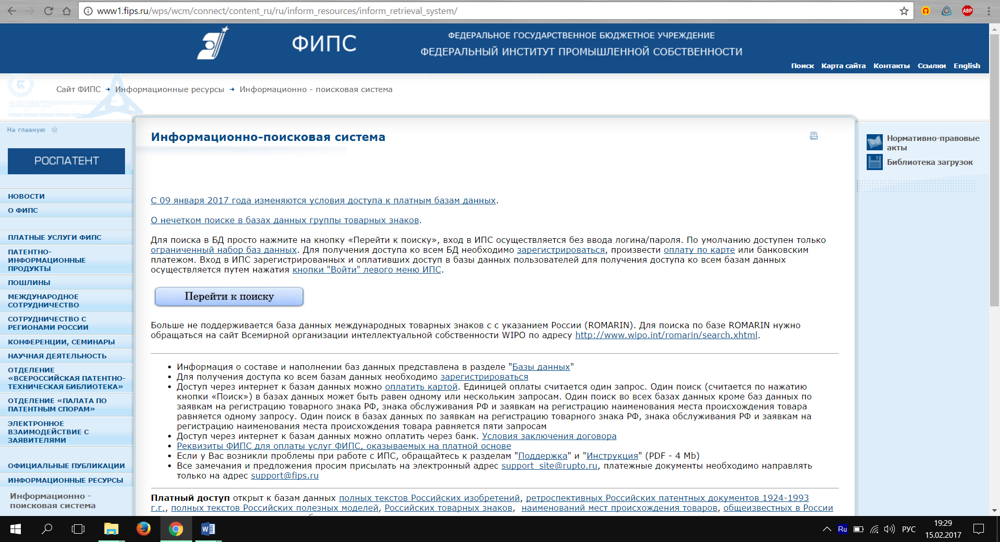 www1.fips.ru/wps/wcm/connect/content_ru/ru/inform_resources/inform_retrieval_system/
ABP
ФИПС
ФЕДЕРАЛЬНОЕ ГОСУДАРСТВЕННОЕ БЮДЖЕТНОЕ УЧРЕЖДЕНИЕ
ФЕДЕРАЛЬНЫЙ ИНСТИТУТ ПРОМЫШЛЕННОЙ СОБСТВЕННОСТИ
Поиск Карта сайта Контакты Ссылки English
Сайт ФИПС Информационные ресурсы Информационно - поисковая система
На главную
РОСПАТЕНТ
НОВОСТИ
О ФИПС
ПЛАТНЫЕ УСЛУГИ ФИПС
ПАТЕНТНО-
ИНФОРМАЦИОННЫЕ
ПРОДУКТЫ
ПОШЛИНЫ
МЕЖДУНАРОДНОЕ
СОТРУДНИЧЕСТВО
СОТРУДНИЧЕСТВО С
РЕГИОНАМИ РОССИИ
КОНФЕРЕНЦИИ, СЕМИНАРЫ
НАУЧНАЯ ДЕЯТЕЛЬНОСТЬ
ОТДЕЛЕНИЕ
«ВСЕРОССИЙСКАЯ ПАТЕНТНО-
ТЕХНИЧЕСКАЯ БИБЛИОТЕКА»
ОТДЕЛЕНИЕ «ПАЛАТА ПО
ПАТЕНТНЫМ СПОРАМ»
ЭЛЕКТРОННОЕ
ВЗАИМОДЕЙСТВИЕ С
ЗАЯВИТЕЛЯМИ
ОФИЦИАЛЬНЫЕ ПУБЛИКАЦИИ
ИНФОРМАЦИОННЫЕ РЕСУРСЫ
Информационно -
поисковая система
Информационно-поисковая система
С 09 января 2017 года изменяются условия доступа к платным базам данных.
О нечетком поиске в базах данных группы товарных знаков.
Для поиска в БД просто нажмите на кнопку «Перейти к поиску», вход в ИПС осуществляется без ввода логина/пароля. По умолчанию доступен только
ограниченный набор баз данных. Для получения доступа ко всем БД необходимо зарегистрироваться, произвести оплату по карте или банковским
платежом. Вход в ИПС зарегистрированных и оплативших доступ в базы данных пользователей для получения доступа ко всем базам данных
осуществляется путем нажатия кнопки "Войти" левого меню ИПС.
Перейти к поиску
Больше не поддерживается база данных международных товарных знаков с с указанием России (ROMARIN). Для поиска по базе ROMARIN нужно
обращаться на сайт Всемирной организации интеллектуальной собственности WIPO по адресу http://www.wipo.int/romarin/search.xhtml.
• Информация о составе и наполнении баз данных представлена в разделе "Базы данных"
• Для получения доступа ко всем базам данных необходимо зарегистрироваться
• Доступ через интернет к базам данных можно оплатить картой. Единицей оплаты считается один запрос. Один поиск (считается по нажатию
кнопки «Поиск») в базах данных может быть равен одному или нескольким запросам. Один поиск во всех базах данных кроме баз данных по
заявкам на регистрацию товарного знака РФ, знака обслуживания РФ и заявкам на регистрацию наименования места происхождения товара
равняется одному запросу. Один поиск в базах данных по заявкам на регистрацию товарного знака РФ, знака обслуживания РФ и заявкам на
регистрацию наименования места происхождения товара равняется пяти запросам
• Доступ через интернет к базам данных можно оплатить через банк. Условия заключения договора
• Реквизиты ФИПС для оплаты услуг ФИПС, оказываемых на платной основе
• Если у Вас возникли проблемы при работе с ИПС, обращайтесь к разделам "Поддержка" и "Инструкция" (PDF - 4 Mb)
• Все замечания и предложения просим присылать на электронный адрес support_site@rupto.ru, платежные документы необходимо направлять
только на адрес support@fips.ru
Платный доступ открыт к базам данных полных текстов Российских изобретений, ретроспективных Российских патентных документов 1924-1993
г.г., полных текстов Российских полезных моделей, Российских товарных знаков, наименований мест происхождения товаров, общеизвестных в России
Нормативно-правовые
акты
Библиотека загрузок
Ru
РУС
19:29
15.02.2017